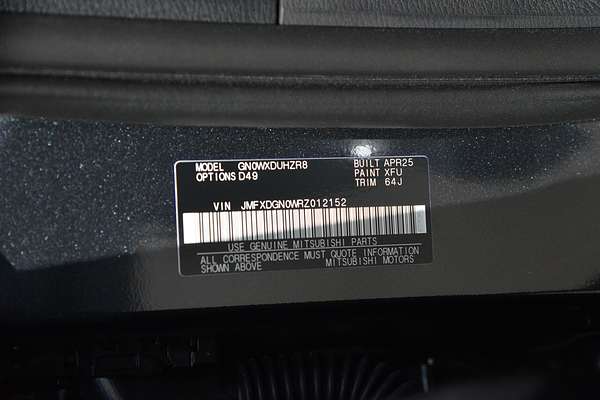 MODEL GN0WXDUHZR8 BUILT APR25
OPTIONS D49 PAINT XFU
TRIM 64J
VIN JMFXDGN0WRZ012152
USE GENUINE MITSUBISHI PARTS
ALL CORRESPONDENCE MUST QUOTE INFORMATION
SHOWN ABOVE MITSUBISHI MOTORS